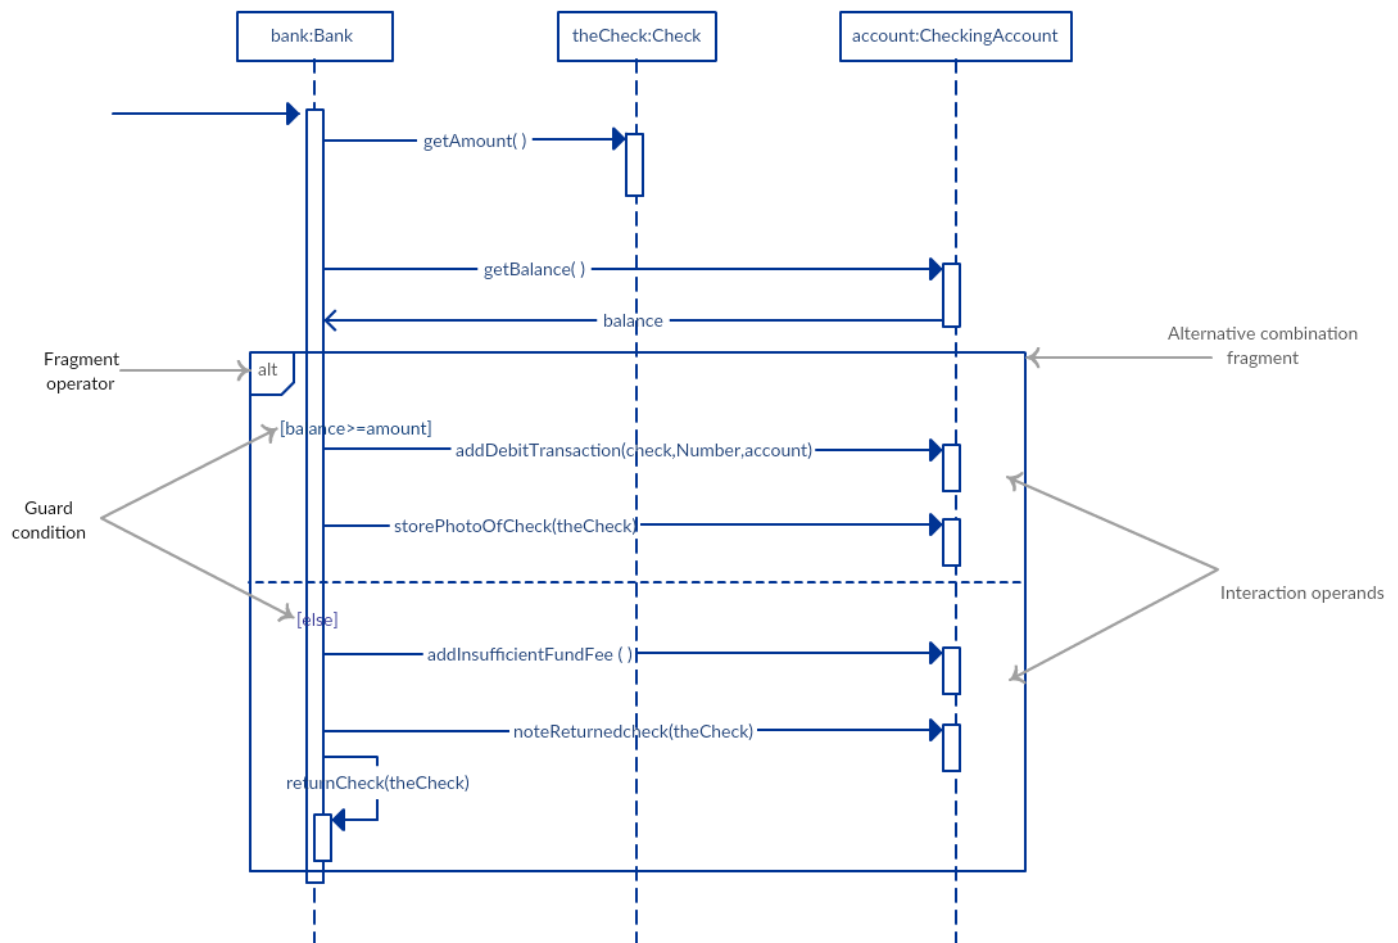 bank:Bank
theCheck:Check
account:CheckingAccount
getAmount( )
getBalance( )
balance
Alternative combination
fragment
Fragment
operator
alt
[balance>=amount]
addDebitTransaction(check,Number,account)
Guard
condition
storePhotoOfCheck(theCheck)
Interaction operands
[else]
addInsufficientFundFee ( )
noteReturnedcheck(theCheck)
returnCheck(theCheck)